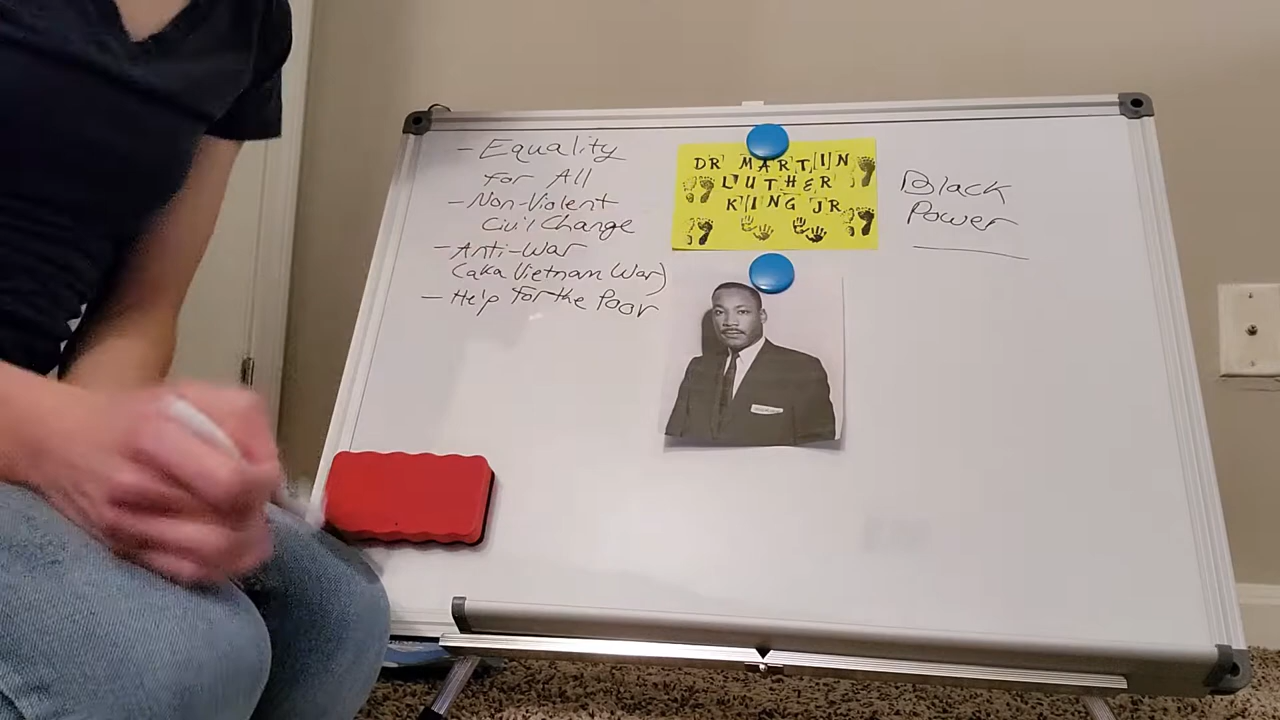 - Equality
for All
- Non-Violent
Civil Change
- Anti-War
(aka Vietnam War)
- Help for the Poor
DR MARTIN
LUTHER
KING JR
Black
Power